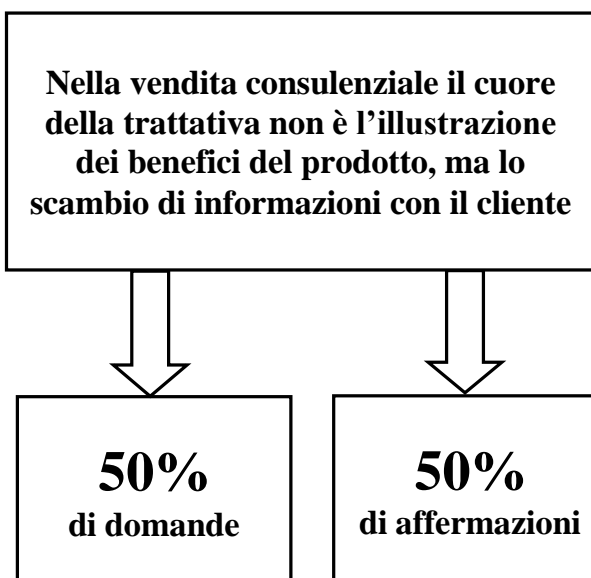 Nella vendita consulenziale il cuore
della trattativa non è l’illustrazione
dei benefici del prodotto, ma lo
scambio di informazioni con il cliente
50%
di domande
50%
di affermazioni